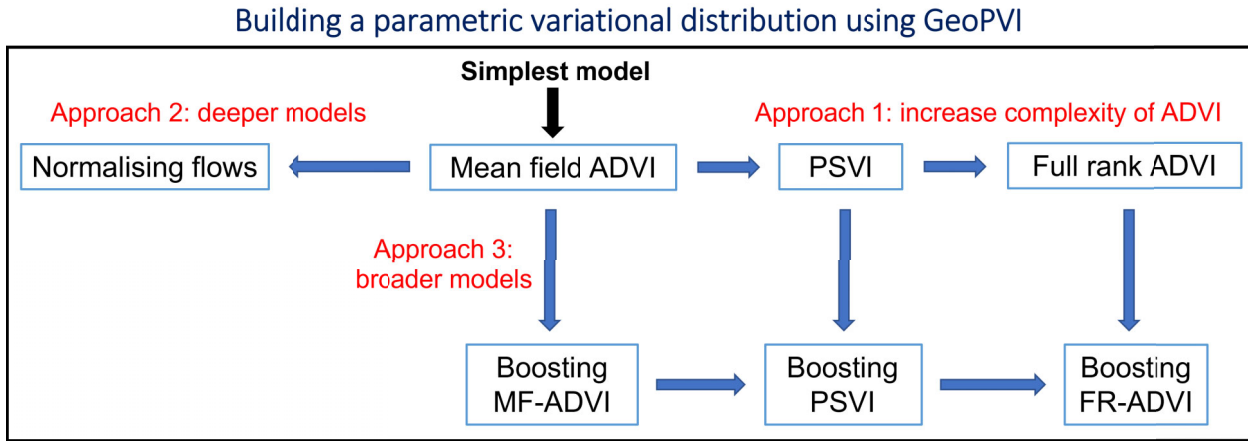 Building a parametric variational distribution using GeoPVI
Simplest model
Approach 2: deeper models
Approach 1: increase complexity of ADVI
Normalising flows
Mean field ADVI
PSVI
Full rank ADVI
Approach 3:
broader models
Boosting
MF-ADVI
Boosting
PSVI
Boosting
FR-ADVI